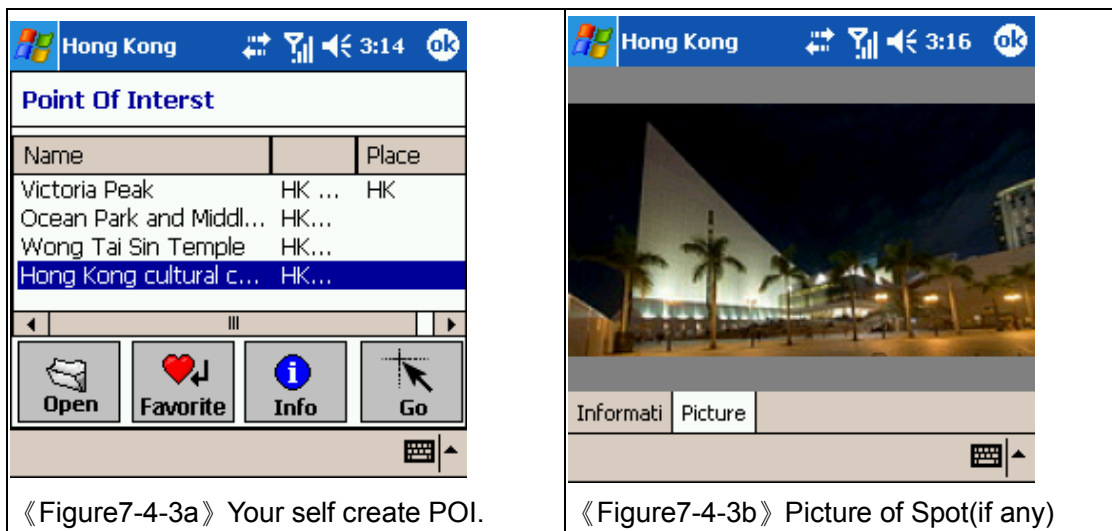 Hong Kong 3:14 ok
Point Of Interst
Name Place
Victoria Peak HK ... HK
Ocean Park and Middl... HK...
Wong Tai Sin Temple HK...
Hong Kong cultural c... HK...
Open Favorite Info Go
《Figure7-4-3a》Your self create POI.
Hong Kong 3:16 ok
Informati Picture
《Figure7-4-3b》Picture of Spot(if any)